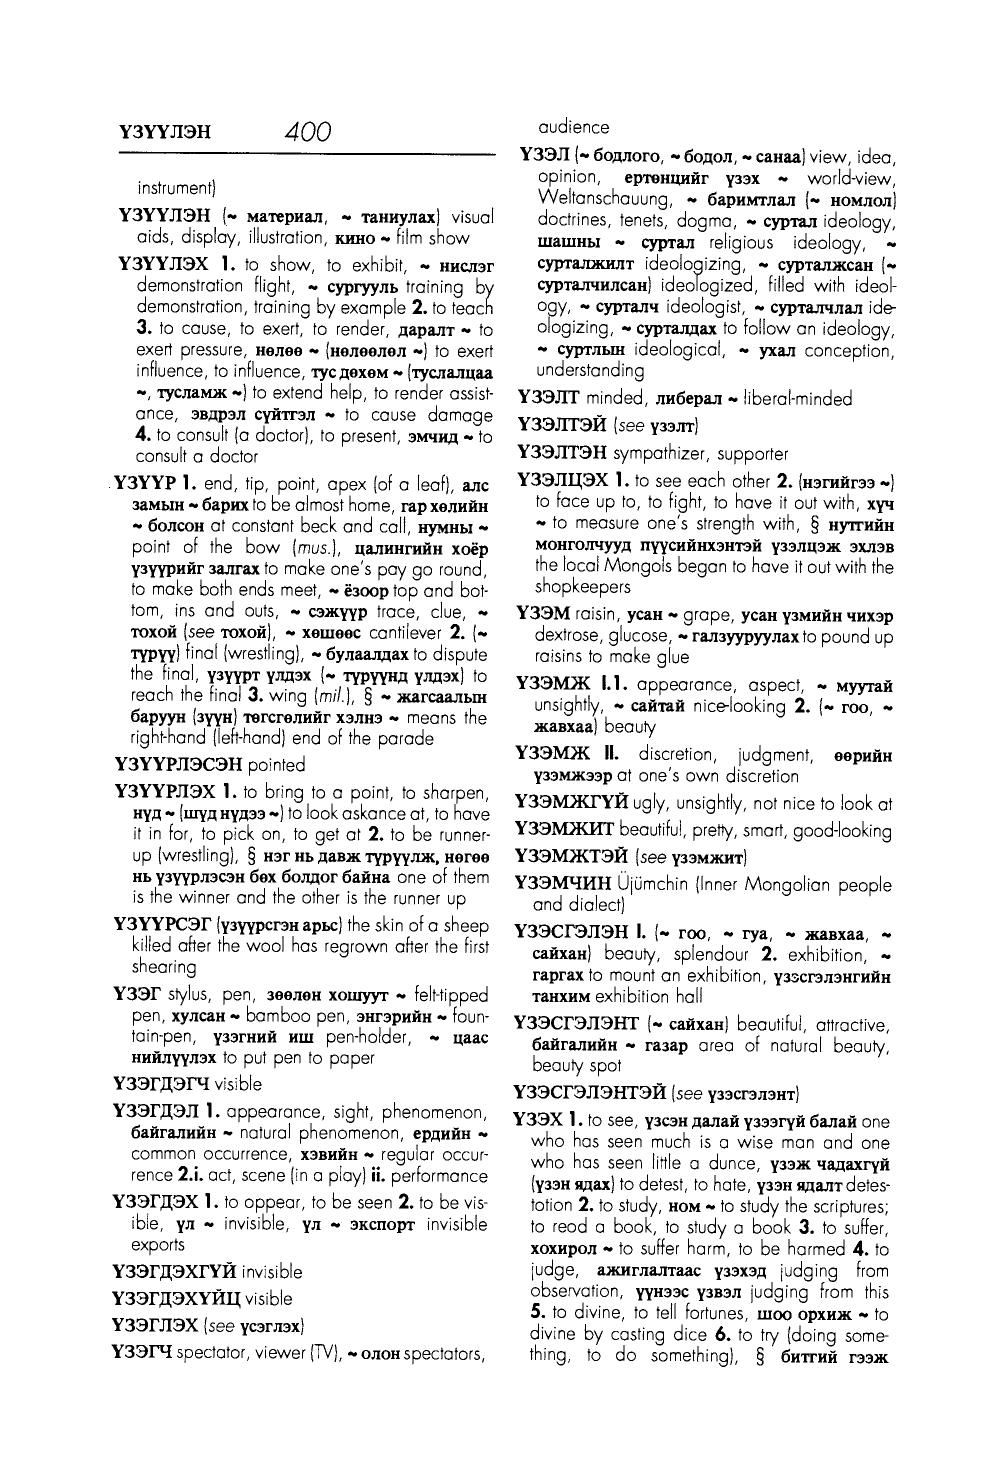 ҮЗҮҮЛЭН 400
instrument)
ҮЗҮҮЛЭН (~ материал, ~ таниулах) visual
aids, display, illustration, кино ~ film show
ҮЗҮҮЛЭХ 1. to show, to exhibit, ~ нислэг
demonstration flight, ~ сургууль training by
demonstration, training by example 2. to teach
3. to cause, to exert, to render, даралт ~ to
exert pressure, нөлөө ~ (нөлөөлөл ~) to exert
influence, to influence, тус дөхөм ~ (туслалцаа
~, тусламж ~) to extend help, to render assist-
ance, эвдрэл сүйтгэл ~ to cause damage
4. to consult (a doctor), to present, эмчид ~ to
consult a doctor
ҮЗҮҮР 1. end, tip, point, apex (of a leaf), алс
замын ~ барих to be almost home, гар хөлийн
~ болсон at constant beck and call, нумны ~
point of the bow (mus.), цалингийн хоёр
үзүүрийг залгах to make one's pay go round,
to make both ends meet, ~ ёзоор top and bot-
tom, ins and outs, ~ сэжүүр trace, clue, ~
тохой (see тохой), ~ хөшөөс cantilever 2. (~
түрүү) final (wrestling), ~ булаалдах to dispute
the final, үзүүрт үлдэх (~ түрүүнд үлдэх) to
reach the final 3. wing (mil.), § ~ жагсаалын
баруун (зүүн) төгсгөлийг хэлнэ ~ means the
right-hand (left-hand) end of the parade
ҮЗҮҮРЛЭСЭН pointed
ҮЗҮҮРЛЭХ 1. to bring to a point, to sharpen,
нүд ~ (шүд нүдээ ~) to look askance at, to have
it in for, to pick on, to get at 2. to be runner-
up (wrestling), § нэг нь давж түрүүлж, нөгөө
нь үзүүрлэсэн бөх болдог байна one of them
is the winner and the other is the runner up
ҮЗҮҮРСЭГ (үзүүрсгэн арьс) the skin of a sheep
killed after the wool has regrown after the first
shearing
ҮЗЭГ stylus, pen, зөөлөн хошуут ~ felt-tipped
pen, хулсан ~ bamboo pen, энгэрийн ~ foun-
tain-pen, үзэгний иш pen-holder, ~ цаас
нийлүүлэх to put pen to paper
ҮЗЭГДЭГЧ visible
ҮЗЭГДЭЛ 1. appearance, sight, phenomenon,
байгалийн ~ natural phenomenon, ердийн ~
common occurrence, хэвийн ~ regular occur-
rence 2.i. act, scene (in a play) ii. performance
ҮЗЭГДЭХ 1. to appear, to be seen 2. to be vis-
ible, үл ~ invisible, үл ~ экспорт invisible
exports
ҮЗЭГДЭХГҮЙ invisible
ҮЗЭГДЭХҮЙЦ visible
ҮЗЭГЛЭХ (see үсэглэх)
ҮЗЭГЧ spectator, viewer (TV), ~ олон spectators,
audience
ҮЗЭЛ (~ бодлого, ~ бодол, ~ санаа) view, idea,
opinion, ертөнцийг үзэх ~ world-view,
Weltanschauung, ~ баримтлал (~ номлол)
doctrines, tenets, dogma, ~ суртал ideology,
шашны ~ суртал religious ideology, ~
сурталжилт ideologizing, ~ сурталжсан (~
сурталчилсан) ideologized, filled with ideol-
ogy, ~ сурталч ideologist, ~ сурталчлал ide-
ologizing, ~ сурталдах to follow an ideology,
~ суртлын ideological, ~ ухал conception,
understanding
ҮЗЭЛТ minded, либерал ~ liberal-minded
ҮЗЭЛТЭЙ (see үзэлт)
ҮЗЭЛТЭН sympathizer, supporter
ҮЗЭЛЦЭХ 1. to see each other 2. (нэгийгээ ~)
to face up to, to fight, to have it out with, хүч
~ to measure one's strength with, § нутгийн
монголчууд пүүсийнхэнтэй үзэлцэж эхлэв
the local Mongols began to have it out with the
shopkeepers
ҮЗЭМ raisin, усан ~ grape, усан үзмийн чихэр
dextrose, glucose, ~ галзууруулах to pound up
raisins to make glue
ҮЗЭМЖ I.1. appearance, aspect, ~ муутай
unsightly, ~ сайтай nice-looking 2. (~ гоо, ~
жавхаа) beauty
ҮЗЭМЖ II. discretion, judgment, өөрийн
үзэмжээр at one's own discretion
ҮЗЭМЖГҮЙ ugly, unsightly, not nice to look at
ҮЗЭМЖИТ beautiful, pretty, smart, good-looking
ҮЗЭМЖТЭЙ (see үзэмжит)
ҮЗЭМЧИН Üjümchin (Inner Mongolian people
and dialect)
ҮЗЭСГЭЛЭН I. (~ гоо, ~ гуа, ~ жавхаа, ~
сайхан) beauty, splendour 2. exhibition, ~
гаргах to mount an exhibition, үзэсгэлэнгийн
танхим exhibition hall
ҮЗЭСГЭЛЭНТ (~ сайхан) beautiful, attractive,
байгалийн ~ газар area of natural beauty,
beauty spot
ҮЗЭСГЭЛЭНТЭЙ (see үзэсгэлэнт)
ҮЗЭХ 1. to see, үзсэн далай үзээгүй балай one
who has seen much is a wise man and one
who has seen little a dunce, үзэж чадахгүй
(үзэн ядах) to detest, to hate, үзэн ядалт detes-
tation 2. to study, ном ~ to study the scriptures;
to read a book, to study a book 3. to suffer,
хохирол ~ to suffer harm, to be harmed 4. to
judge, ажиглалтаас үзэхэд judging from
observation, үүнээс үзвэл judging from this
5. to divine, to tell fortunes, шоо орхиж ~ to
divine by casting dice 6. to try (doing some-
thing, to do something), § битгий гээж